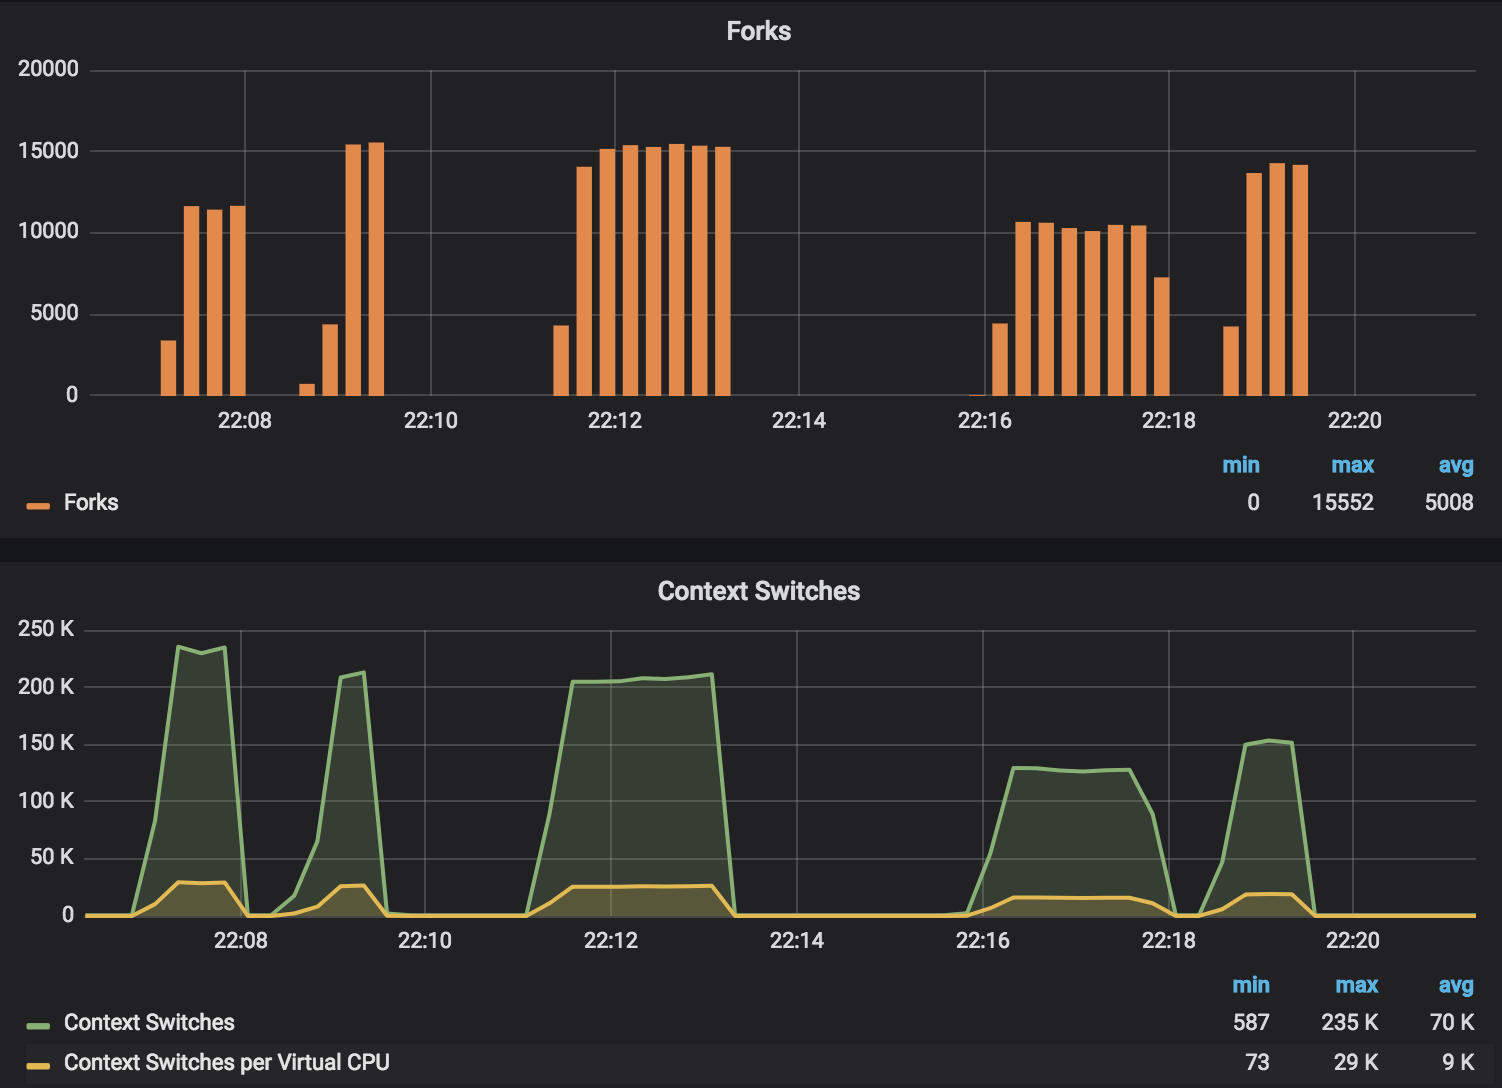 Forks
20000
15000
10000
5000
0
22:08 22:10 22:12 22:14 22:16 22:18 22:20
min max avg
Forks 0 15552 5008
Context Switches
250 K
200 K
150 K
100 K
50 K
0
22:08 22:10 22:12 22:14 22:16 22:18 22:20
min max avg
Context Switches 587 235 K 70 K
Context Switches per Virtual CPU 73 29 K 9 K